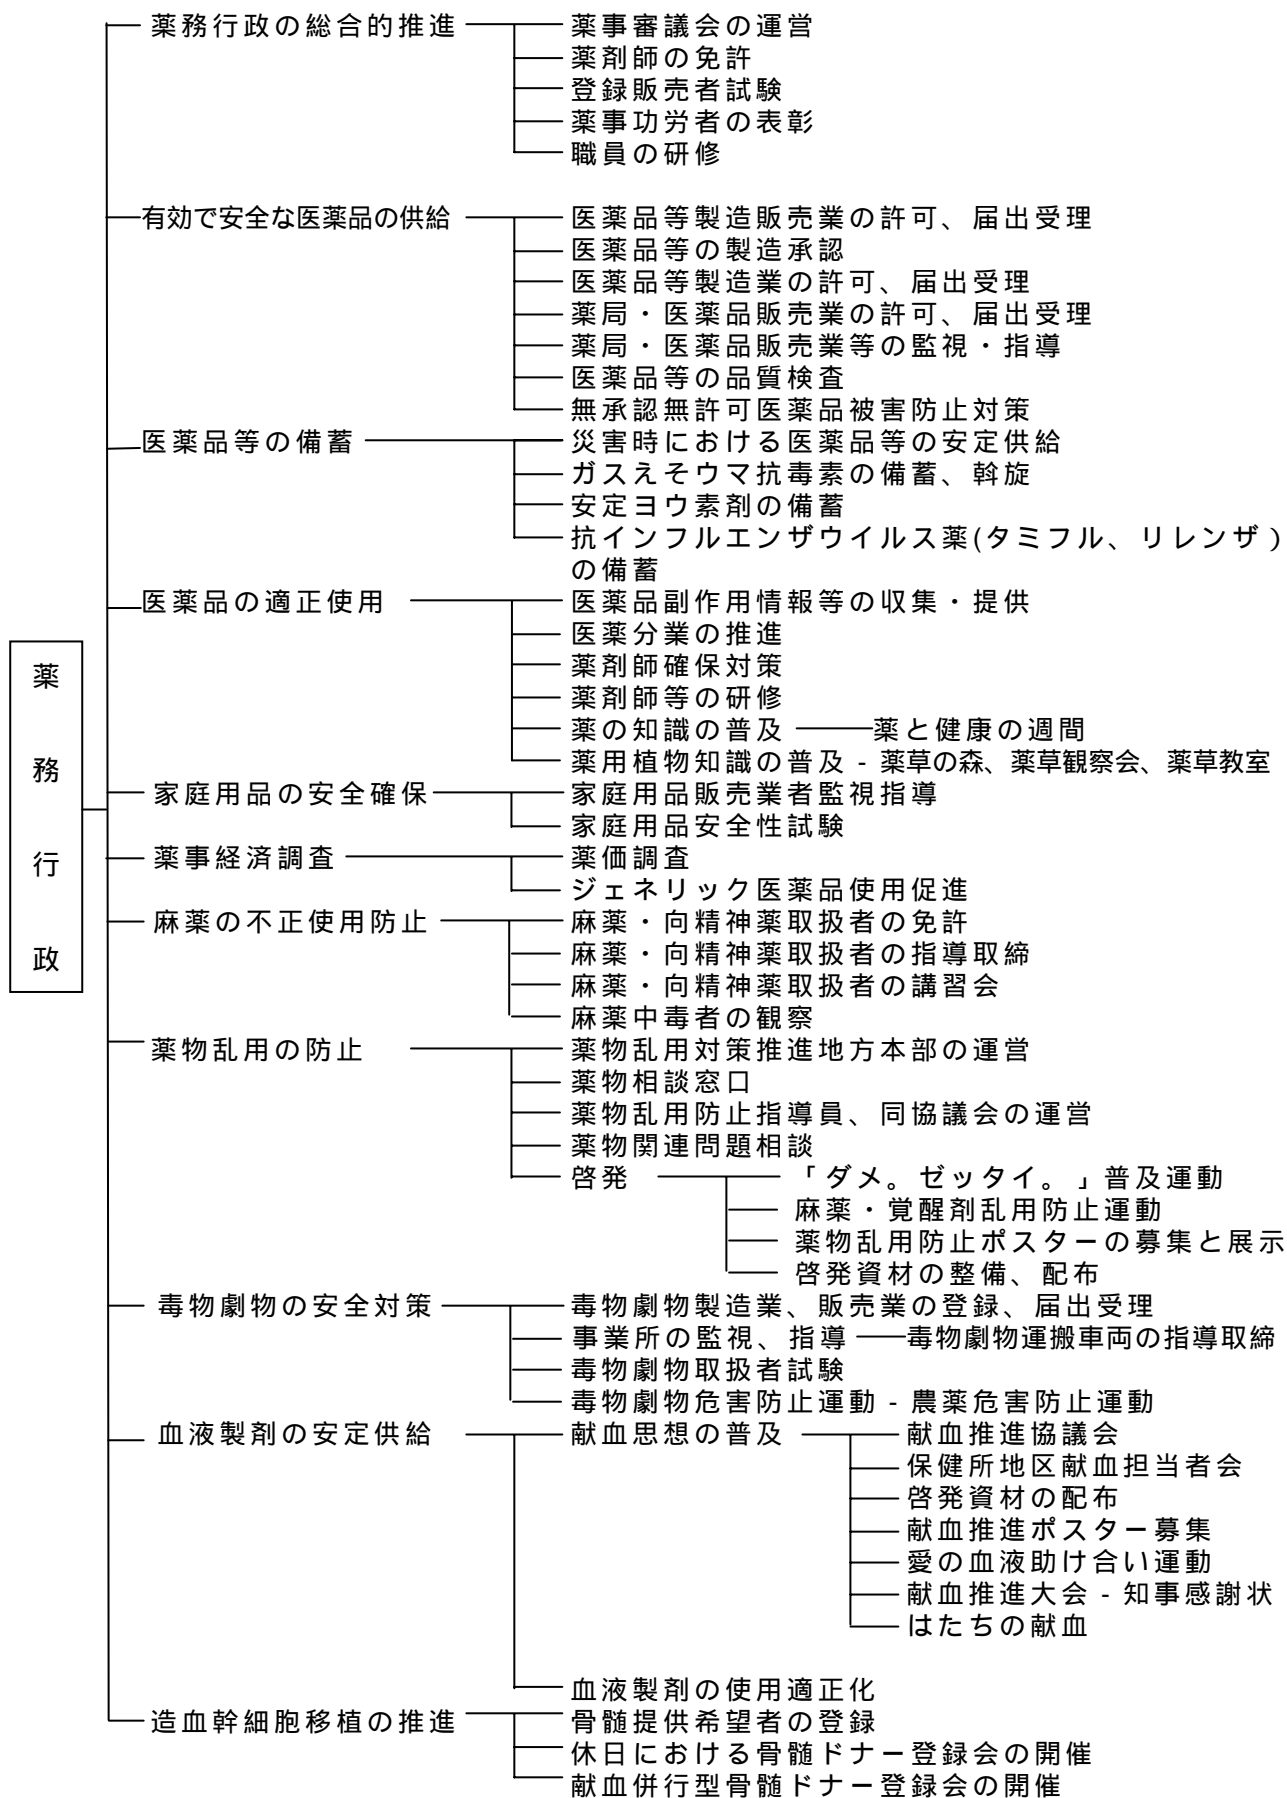 薬務行政
薬務行政の総合的推進
薬事審議会の運営
薬剤師の免許
登録販売者試験
薬事功労者の表彰
職員の研修
有効で安全な医薬品の供給
医薬品等製造販売業の許可、届出受理
医薬品等の製造承認
医薬品等製造業の許可、届出受理
薬局・医薬品販売業の許可、届出受理
薬局・医薬品販売業等の監視・指導
医薬品等の品質検査
無承認無許可医薬品被害防止対策
医薬品等の備蓄
災害時における医薬品等の安定供給
ガスえそウマ抗毒素の備蓄、斡旋
安定ヨウ素剤の備蓄
抗インフルエンザウイルス薬(タミフル、リレンザ)
の備蓄
医薬品の適正使用
医薬品副作用情報等の収集・提供
医薬分業の推進
薬剤師確保対策
薬剤師等の研修
薬の知識の普及 薬と健康の週間
薬用植物知識の普及 - 薬草の森、薬草観察会、薬草教室
家庭用品の安全確保
家庭用品販売業者監視指導
家庭用品安全性試験
薬事経済調査
薬価調査
ジェネリック医薬品使用促進
麻薬の不正使用防止
麻薬・向精神薬取扱者の免許
麻薬・向精神薬取扱者の指導取締
麻薬・向精神薬取扱者の講習会
麻薬中毒者の観察
薬物乱用の防止
薬物乱用対策推進地方本部の運営
薬物相談窓口
薬物乱用防止指導員、同協議会の運営
薬物関連問題相談
啓発
「ダメ。ゼッタイ。」普及運動
麻薬・覚醒剤乱用防止運動
薬物乱用防止ポスターの募集と展示
啓発資材の整備、配布
毒物劇物の安全対策
毒物劇物製造業、販売業の登録、届出受理
事業所の監視、指導 毒物劇物運搬車両の指導取締
毒物劇物取扱者試験
毒物劇物危害防止運動 - 農薬危害防止運動
血液製剤の安定供給
献血思想の普及
献血推進協議会
保健所地区献血担当者会
啓発資材の配布
献血推進ポスター募集
愛の血液助け合い運動
献血推進大会 - 知事感謝状
はたちの献血
血液製剤の使用適正化
造血幹細胞移植の推進
骨髄提供希望者の登録
休日における骨髄ドナー登録会の開催
献血併行型骨髄ドナー登録会の開催